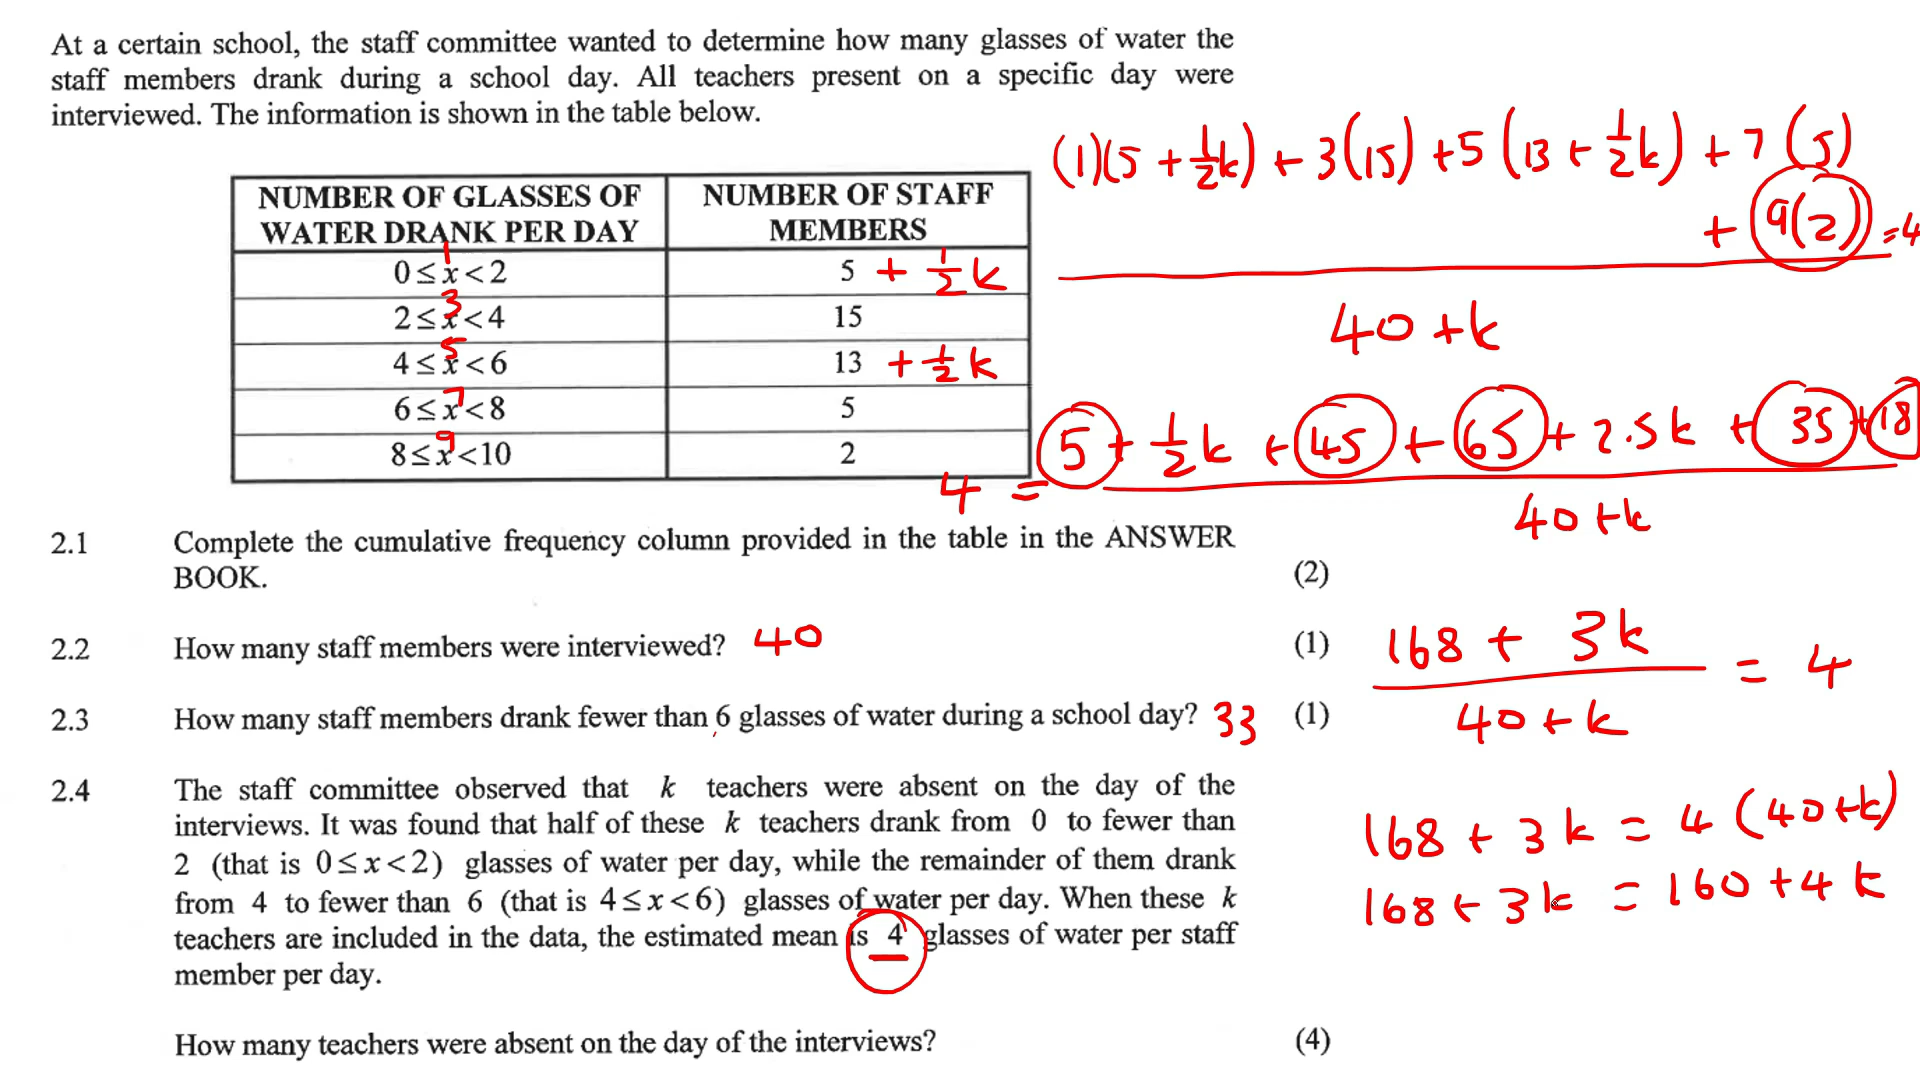 At a certain school, the staff committee wanted to determine how many glasses of water the
staff members drank during a school day. All teachers present on a specific day were
interviewed. The information is shown in the table below.
(1)(5 + 1/2k) + 3(15) + 5(13 + 1/2k) + 7(5)
+ 9(2) = 4
40 + k
NUMBER OF GLASSES OF WATER DRANK PER DAY | NUMBER OF STAFF MEMBERS
1
0 ≤ x < 2 | 5 + 1/2 k
3
2 ≤ x < 4 | 15
5
4 ≤ x < 6 | 13 + 1/2 k
7
6 ≤ x < 8 | 5
9
8 ≤ x < 10 | 2
4 = 5 + 1/2 k + 45 + 65 + 2.5k + 35 + 18
40 + k
2.1 Complete the cumulative frequency column provided in the table in the ANSWER
BOOK. (2)
2.2 How many staff members were interviewed? 40 (1)
168 + 3k = 4
40 + k
2.3 How many staff members drank fewer than 6 glasses of water during a school day? 33 (1)
2.4 The staff committee observed that k teachers were absent on the day of the
interviews. It was found that half of these k teachers drank from 0 to fewer than
2 (that is 0 ≤ x < 2) glasses of water per day, while the remainder of them drank
from 4 to fewer than 6 (that is 4 ≤ x < 6) glasses of water per day. When these k
teachers are included in the data, the estimated mean is 4 glasses of water per staff
member per day.
168 + 3k = 4(40+k)
168 + 3k = 160 + 4k
How many teachers were absent on the day of the interviews? (4)